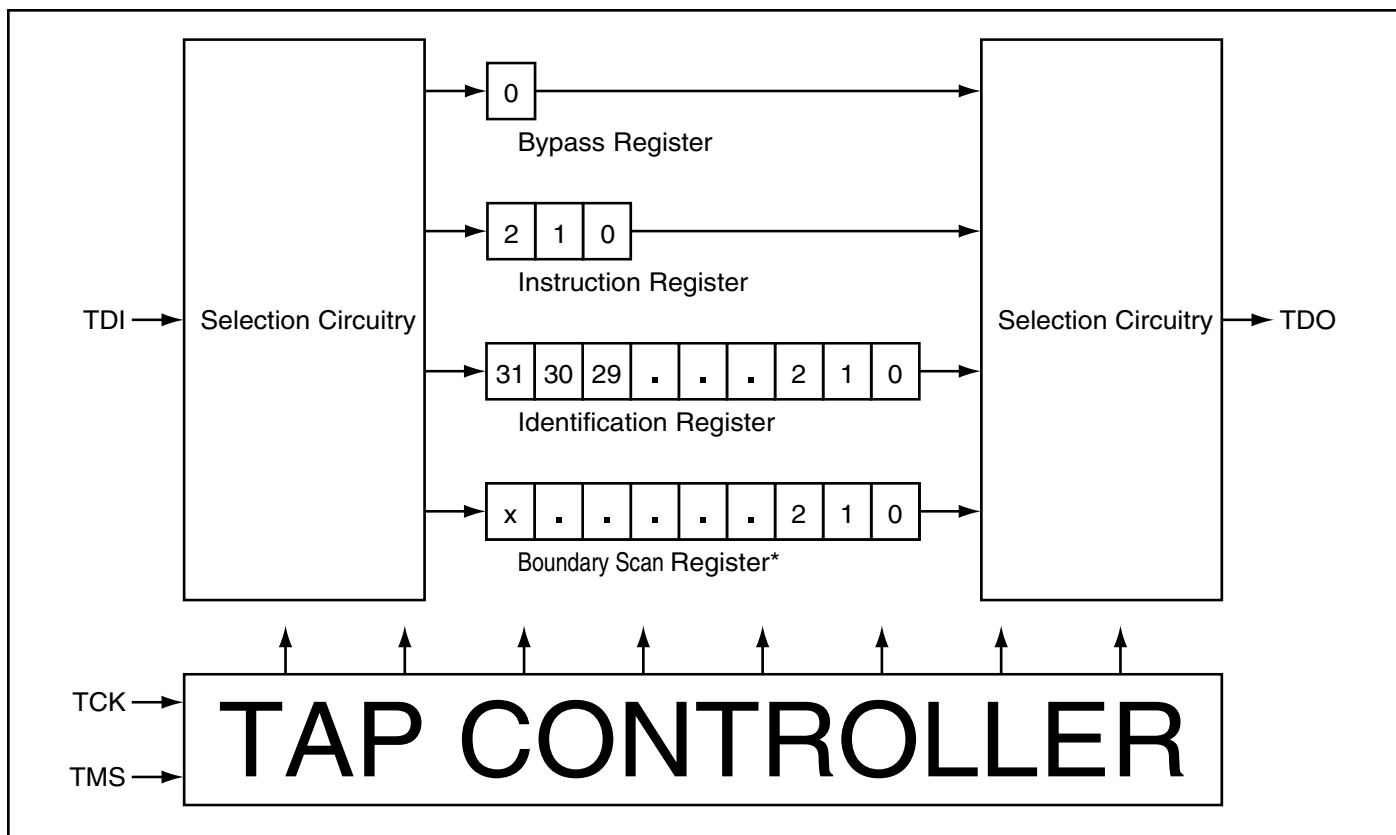 0
Bypass Register
2 1 0
Instruction Register
TDI
Selection Circuitry
Selection Circuitry
TDO
31 30 29 . . . 2 1 0
Identification Register
x . . . . . 2 1 0
Boundary Scan Register*
TCK
TAP CONTROLLER
TMS